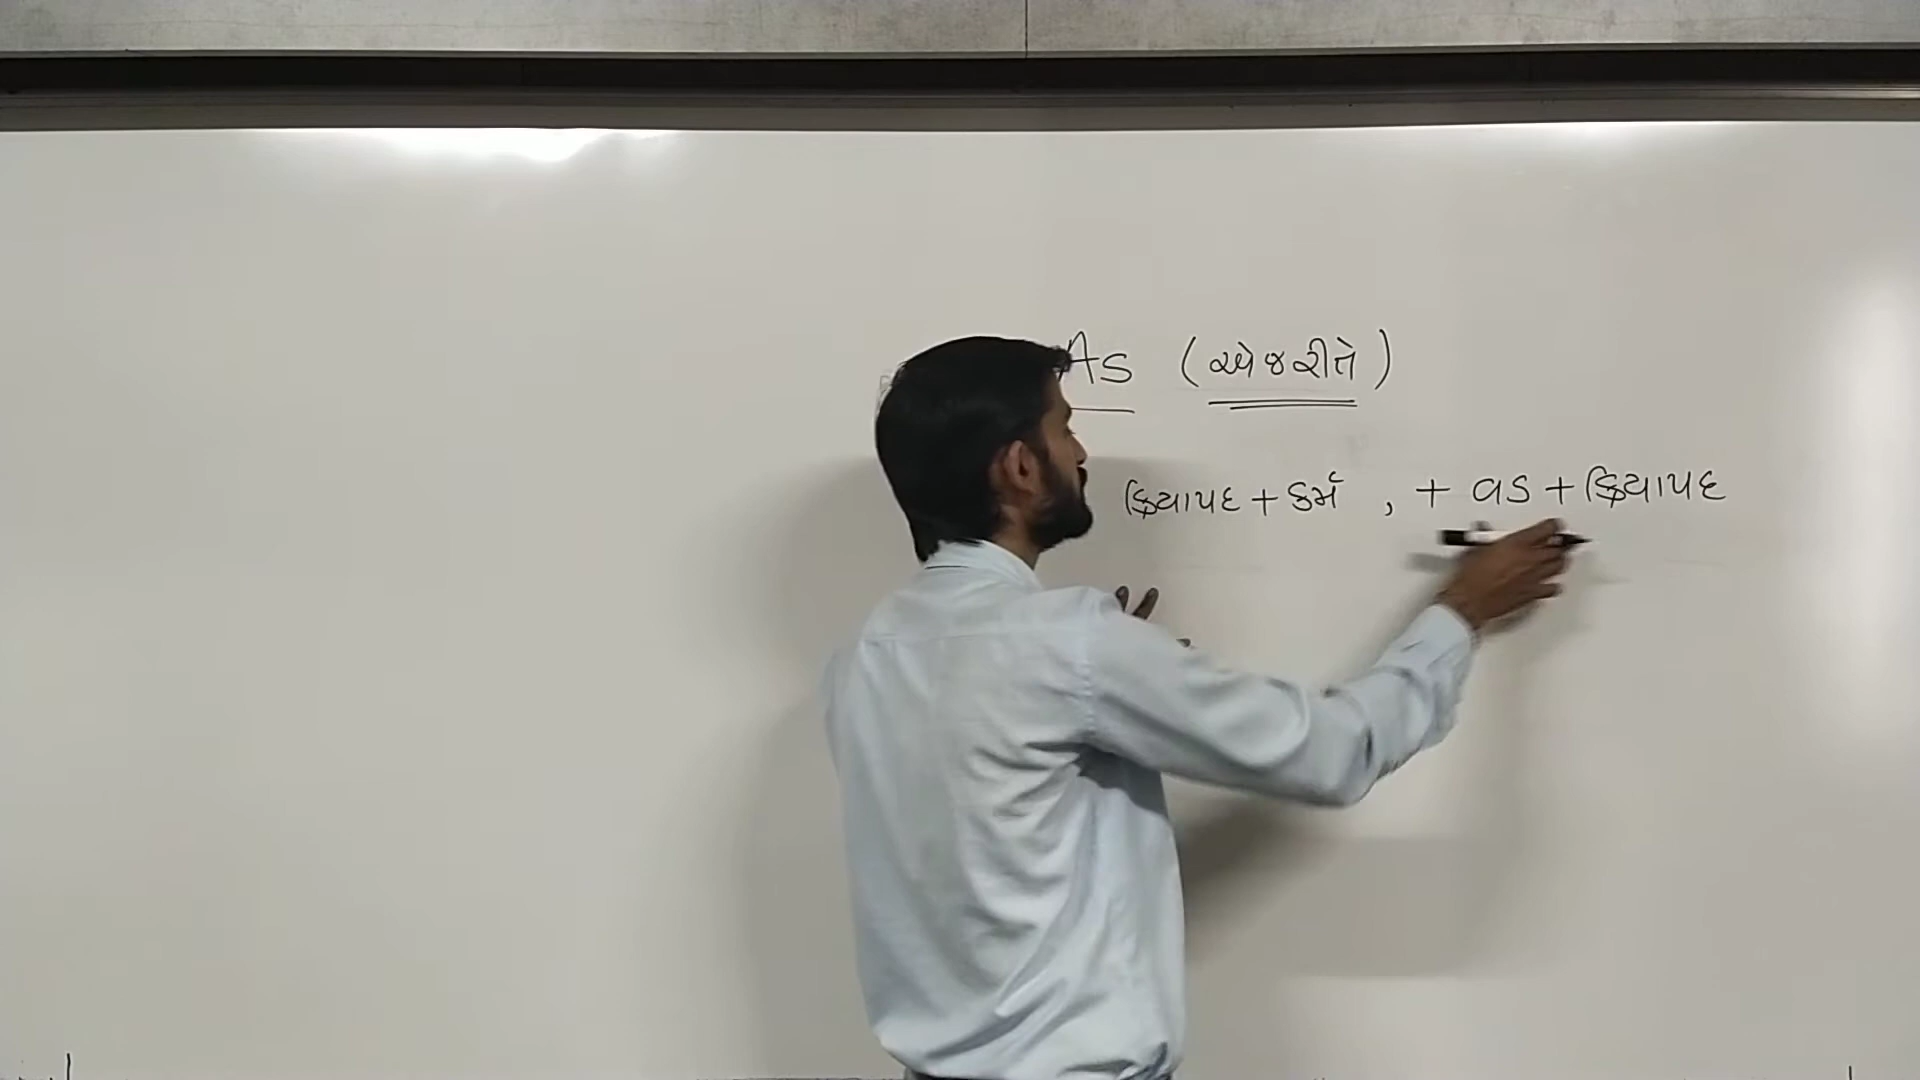 As (એજ રીતે)
ક્રિયાપદ + કર્મ , + as + ક્રિયાપદ